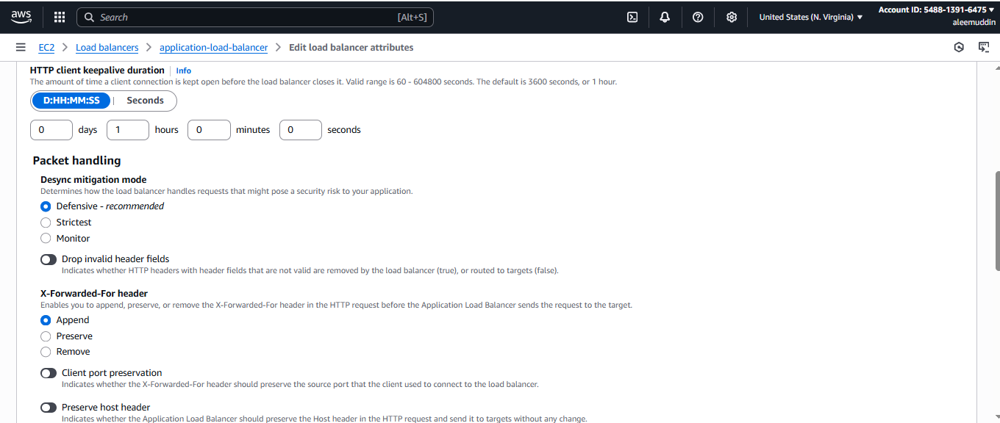 aws
Search [Alt+S]
United States (N. Virginia) ▼
Account ID: 5488-1391-6475 ▼
aleemuddin
EC2 > Load balancers > application-load-balancer > Edit load balancer attributes
HTTP client keepalive duration | Info
The amount of time a client connection is kept open before the load balancer closes it. Valid range is 60 - 604800 seconds. The default is 3600 seconds, or 1 hour.
D:HH:MM:SS | Seconds
0 days 1 hours 0 minutes 0 seconds
Packet handling
Desync mitigation mode
Determines how the load balancer handles requests that might pose a security risk to your application.
Defensive - recommended
Strictest
Monitor
Drop invalid header fields
Indicates whether HTTP headers with header fields that are not valid are removed by the load balancer (true), or routed to targets (false).
X-Forwarded-For header
Enables you to append, preserve, or remove the X-Forwarded-For header in the HTTP request before the Application Load Balancer sends the request to the target.
Append
Preserve
Remove
Client port preservation
Indicates whether the X-Forwarded-For header should preserve the source port that the client used to connect to the load balancer.
Preserve host header
Indicates whether the Application Load Balancer should preserve the Host header in the HTTP request and send it to targets without any change.